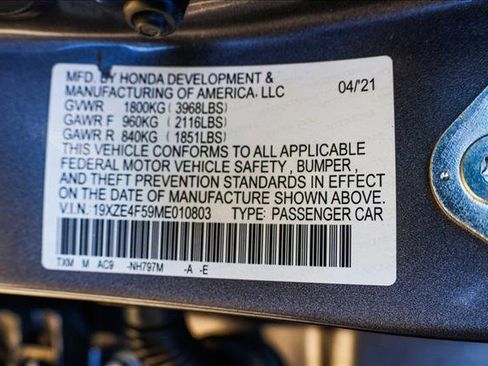 MFD. BY HONDA DEVELOPMENT &
MANUFACTURING OF AMERICA, LLC 04/'21
GVWR 1800KG(3968LBS)
GAWR F 960KG(2116LBS)
GAWR R 840KG(1851LBS)
THIS VEHICLE CONFORMS TO ALL APPLICABLE
FEDERAL MOTOR VEHICLE SAFETY, BUMPER,
AND THEFT PREVENTION STANDARDS IN EFFECT
ON THE DATE OF MANUFACTURE SHOWN ABOVE.
V.I.N.: 19XZE4F59ME010803 TYPE: PASSENGER CAR
TXM M AC9 -NH797M -A -E